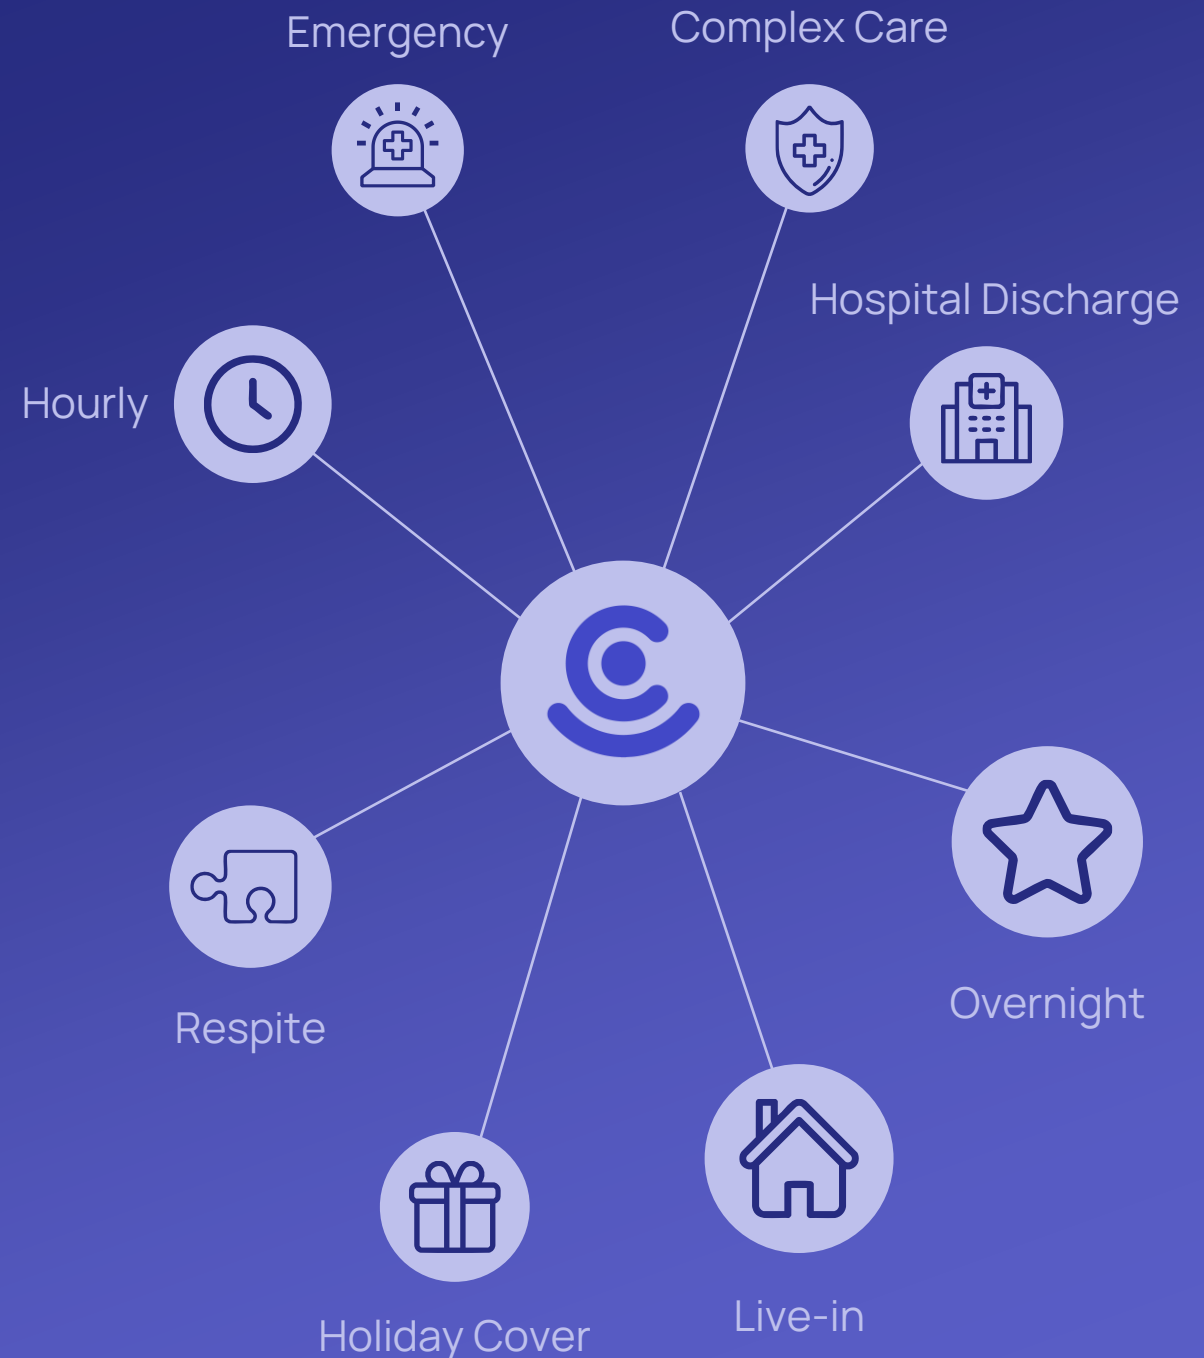 Emergency
Complex Care
Hospital Discharge
Hourly
Overnight
Respite
Live-in
Holiday Cover